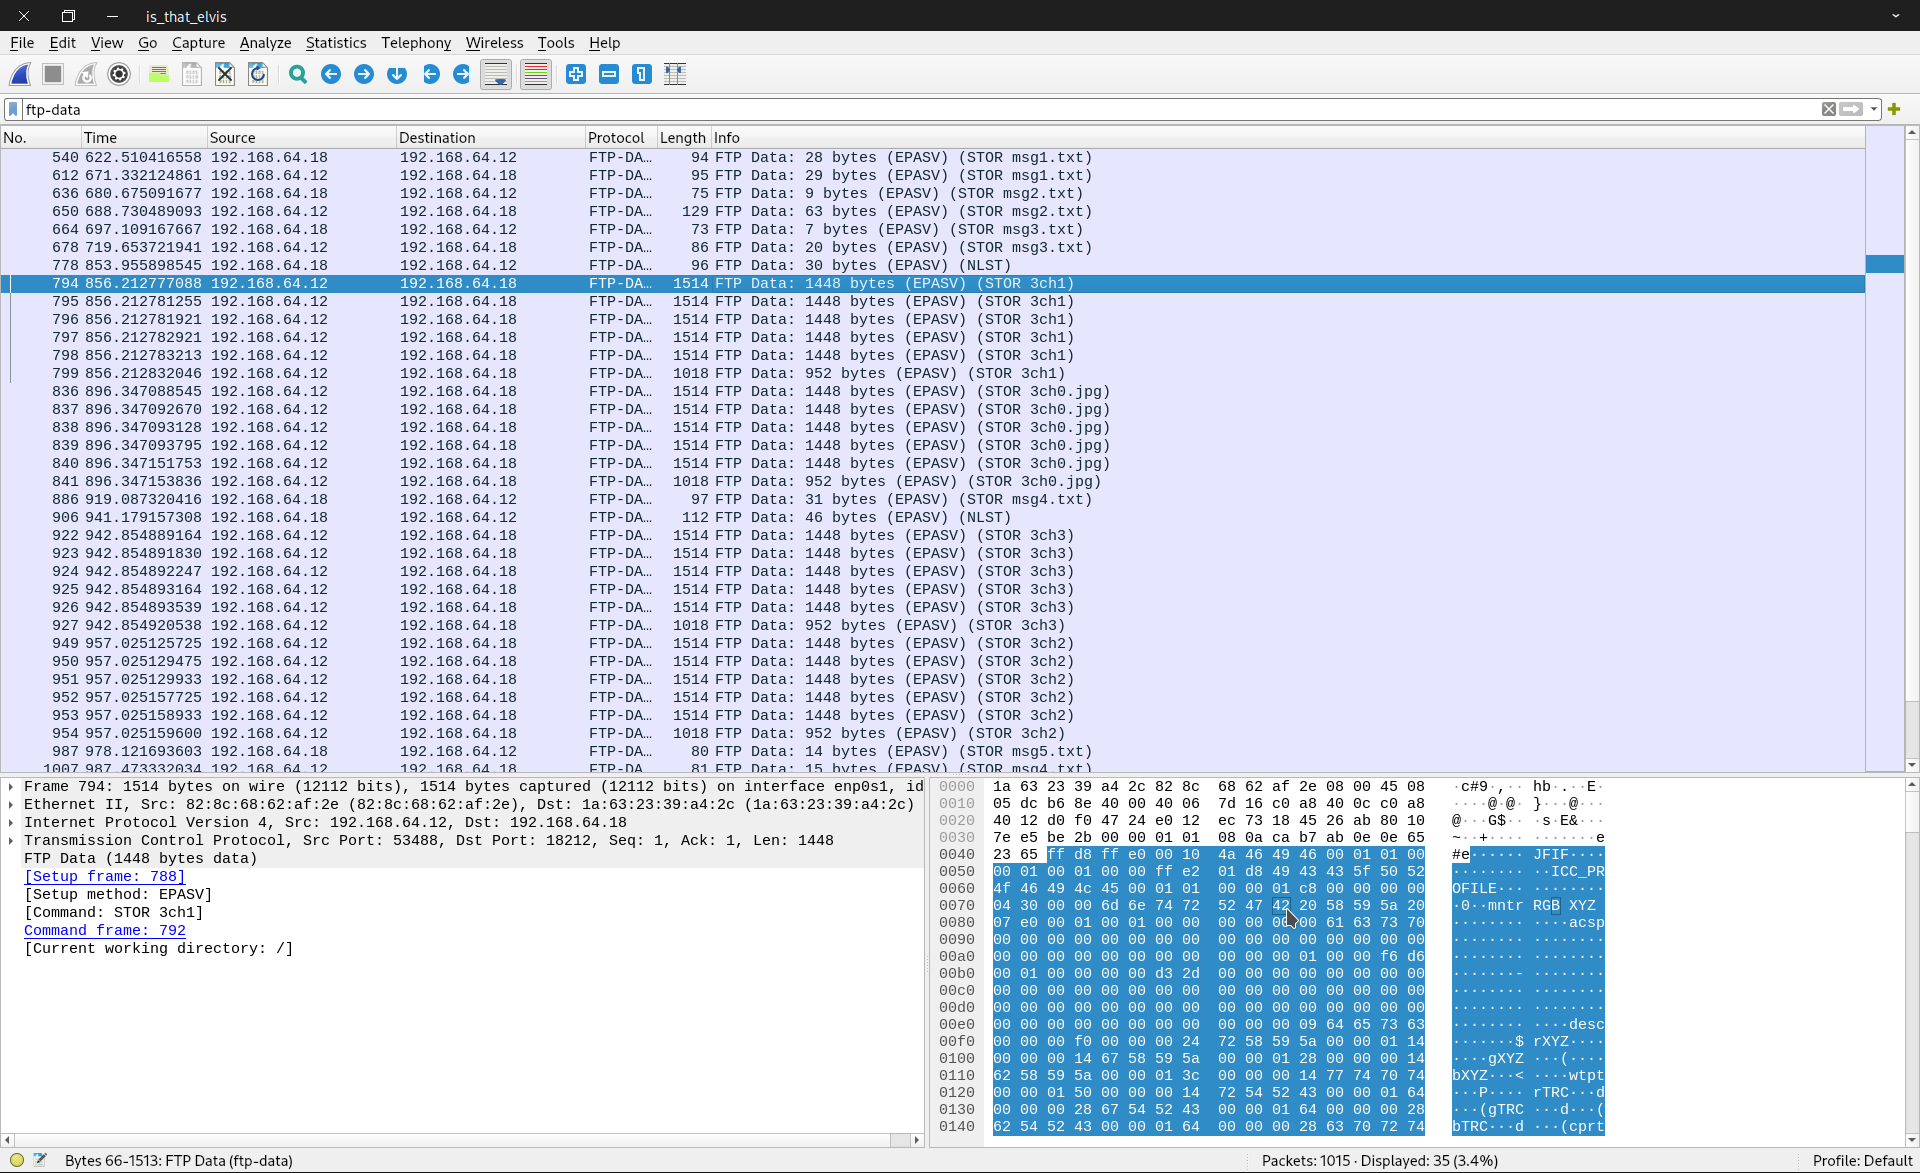 is_that_elvis
File Edit View Go Capture Analyze Statistics Telephony Wireless Tools Help
ftp-data
No. Time Source Destination Protocol Length Info
540 622.510416558 192.168.64.18 192.168.64.12 FTP-DA… 94 FTP Data: 28 bytes (EPASV) (STOR msg1.txt)
612 671.332124861 192.168.64.12 192.168.64.18 FTP-DA… 95 FTP Data: 29 bytes (EPASV) (STOR msg1.txt)
636 680.675091677 192.168.64.18 192.168.64.12 FTP-DA… 75 FTP Data: 9 bytes (EPASV) (STOR msg2.txt)
650 688.730489093 192.168.64.12 192.168.64.18 FTP-DA… 129 FTP Data: 63 bytes (EPASV) (STOR msg2.txt)
664 697.109167667 192.168.64.18 192.168.64.12 FTP-DA… 73 FTP Data: 7 bytes (EPASV) (STOR msg3.txt)
678 719.653721941 192.168.64.12 192.168.64.18 FTP-DA… 86 FTP Data: 20 bytes (EPASV) (STOR msg3.txt)
778 853.955898545 192.168.64.18 192.168.64.12 FTP-DA… 96 FTP Data: 30 bytes (EPASV) (NLST)
794 856.212777088 192.168.64.12 192.168.64.18 FTP-DA… 1514 FTP Data: 1448 bytes (EPASV) (STOR 3ch1)
795 856.212781255 192.168.64.12 192.168.64.18 FTP-DA… 1514 FTP Data: 1448 bytes (EPASV) (STOR 3ch1)
796 856.212781921 192.168.64.12 192.168.64.18 FTP-DA… 1514 FTP Data: 1448 bytes (EPASV) (STOR 3ch1)
797 856.212782921 192.168.64.12 192.168.64.18 FTP-DA… 1514 FTP Data: 1448 bytes (EPASV) (STOR 3ch1)
798 856.212783213 192.168.64.12 192.168.64.18 FTP-DA… 1514 FTP Data: 1448 bytes (EPASV) (STOR 3ch1)
799 856.212832046 192.168.64.12 192.168.64.18 FTP-DA… 1018 FTP Data: 952 bytes (EPASV) (STOR 3ch1)
836 896.347088545 192.168.64.12 192.168.64.18 FTP-DA… 1514 FTP Data: 1448 bytes (EPASV) (STOR 3ch0.jpg)
837 896.347092670 192.168.64.12 192.168.64.18 FTP-DA… 1514 FTP Data: 1448 bytes (EPASV) (STOR 3ch0.jpg)
838 896.347093128 192.168.64.12 192.168.64.18 FTP-DA… 1514 FTP Data: 1448 bytes (EPASV) (STOR 3ch0.jpg)
839 896.347093795 192.168.64.12 192.168.64.18 FTP-DA… 1514 FTP Data: 1448 bytes (EPASV) (STOR 3ch0.jpg)
840 896.347151753 192.168.64.12 192.168.64.18 FTP-DA… 1514 FTP Data: 1448 bytes (EPASV) (STOR 3ch0.jpg)
841 896.347153836 192.168.64.12 192.168.64.18 FTP-DA… 1018 FTP Data: 952 bytes (EPASV) (STOR 3ch0.jpg)
886 919.087320416 192.168.64.18 192.168.64.12 FTP-DA… 97 FTP Data: 31 bytes (EPASV) (STOR msg4.txt)
906 941.179157308 192.168.64.18 192.168.64.12 FTP-DA… 112 FTP Data: 46 bytes (EPASV) (NLST)
922 942.854889164 192.168.64.12 192.168.64.18 FTP-DA… 1514 FTP Data: 1448 bytes (EPASV) (STOR 3ch3)
923 942.854891830 192.168.64.12 192.168.64.18 FTP-DA… 1514 FTP Data: 1448 bytes (EPASV) (STOR 3ch3)
924 942.854892247 192.168.64.12 192.168.64.18 FTP-DA… 1514 FTP Data: 1448 bytes (EPASV) (STOR 3ch3)
925 942.854893164 192.168.64.12 192.168.64.18 FTP-DA… 1514 FTP Data: 1448 bytes (EPASV) (STOR 3ch3)
926 942.854893539 192.168.64.12 192.168.64.18 FTP-DA… 1514 FTP Data: 1448 bytes (EPASV) (STOR 3ch3)
927 942.854920538 192.168.64.12 192.168.64.18 FTP-DA… 1018 FTP Data: 952 bytes (EPASV) (STOR 3ch3)
949 957.025125725 192.168.64.12 192.168.64.18 FTP-DA… 1514 FTP Data: 1448 bytes (EPASV) (STOR 3ch2)
950 957.025129475 192.168.64.12 192.168.64.18 FTP-DA… 1514 FTP Data: 1448 bytes (EPASV) (STOR 3ch2)
951 957.025129933 192.168.64.12 192.168.64.18 FTP-DA… 1514 FTP Data: 1448 bytes (EPASV) (STOR 3ch2)
952 957.025157725 192.168.64.12 192.168.64.18 FTP-DA… 1514 FTP Data: 1448 bytes (EPASV) (STOR 3ch2)
953 957.025158933 192.168.64.12 192.168.64.18 FTP-DA… 1514 FTP Data: 1448 bytes (EPASV) (STOR 3ch2)
954 957.025159600 192.168.64.12 192.168.64.18 FTP-DA… 1018 FTP Data: 952 bytes (EPASV) (STOR 3ch2)
987 978.121693603 192.168.64.18 192.168.64.12 FTP-DA… 80 FTP Data: 14 bytes (EPASV) (STOR msg5.txt)
1007 987.473332034 192.168.64.12 192.168.64.18 FTP-DA… 81 FTP Data: 15 bytes (EPASV) (STOR msg4.txt)
Frame 794: 1514 bytes on wire (12112 bits), 1514 bytes captured (12112 bits) on interface enp0s1, id
Ethernet II, Src: 82:8c:68:62:af:2e (82:8c:68:62:af:2e), Dst: 1a:63:23:39:a4:2c (1a:63:23:39:a4:2c)
Internet Protocol Version 4, Src: 192.168.64.12, Dst: 192.168.64.18
Transmission Control Protocol, Src Port: 53488, Dst Port: 18212, Seq: 1, Ack: 1, Len: 1448
FTP Data (1448 bytes data)
[Setup frame: 788]
[Setup method: EPASV]
[Command: STOR 3ch1]
Command frame: 792
[Current working directory: /]
0000 1a 63 23 39 a4 2c 82 8c 68 62 af 2e 08 00 45 08 ·c#9·,·· hb·.··E·
0010 05 dc b6 8e 40 00 40 06 7d 16 c0 a8 40 0c c0 a8 ····@·@· }···@···
0020 40 12 d0 f0 47 24 e0 12 ec 73 18 45 26 ab 80 10 @···G$·· ·s·E&···
0030 7e e5 be 2b 00 00 01 01 08 0a ca b7 ab 0e 0e 65 ~··+···· ·······e
0040 23 65 ff d8 ff e0 00 10 4a 46 49 46 00 01 01 00 #e······ JFIF····
0050 00 01 00 01 00 00 ff e2 01 d8 49 43 43 5f 50 52 ········ ··ICC_PR
0060 4f 46 49 4c 45 00 01 01 00 00 01 c8 00 00 00 00 OFILE··· ········
0070 04 30 00 00 6d 6e 74 72 52 47 42 20 58 59 5a 20 ·0··mntr RGB XYZ
0080 07 e0 00 01 00 01 00 00 00 00 00 00 61 63 73 70 ········ ····acsp
0090 00 00 00 00 00 00 00 00 00 00 00 00 00 00 00 00 ········ ········
00a0 00 00 00 00 00 00 00 00 00 00 00 01 00 00 f6 d6 ········ ········
00b0 00 01 00 00 00 00 d3 2d 00 00 00 00 00 00 00 00 ·······- ········
00c0 00 00 00 00 00 00 00 00 00 00 00 00 00 00 00 00 ········ ········
00d0 00 00 00 00 00 00 00 00 00 00 00 00 00 00 00 00 ········ ········
00e0 00 00 00 00 00 00 00 00 00 00 00 09 64 65 73 63 ········ ····desc
00f0 00 00 00 f0 00 00 00 24 72 58 59 5a 00 00 01 14 ·······$ rXYZ····
0100 00 00 00 14 67 58 59 5a 00 00 01 28 00 00 00 14 ····gXYZ ···(····
0110 62 58 59 5a 00 00 01 3c 00 00 00 14 77 74 70 74 bXYZ···< ····wtpt
0120 00 00 01 50 00 00 00 14 72 54 52 43 00 00 01 64 ···P···· rTRC···d
0130 00 00 00 28 67 54 52 43 00 00 01 64 00 00 00 28 ···(gTRC ···d···(
0140 62 54 52 43 00 00 01 64 00 00 00 28 63 70 72 74 bTRC···d ···(cprt
Bytes 66-1513: FTP Data (ftp-data) Packets: 1015 · Displayed: 35 (3.4%) Profile: Default